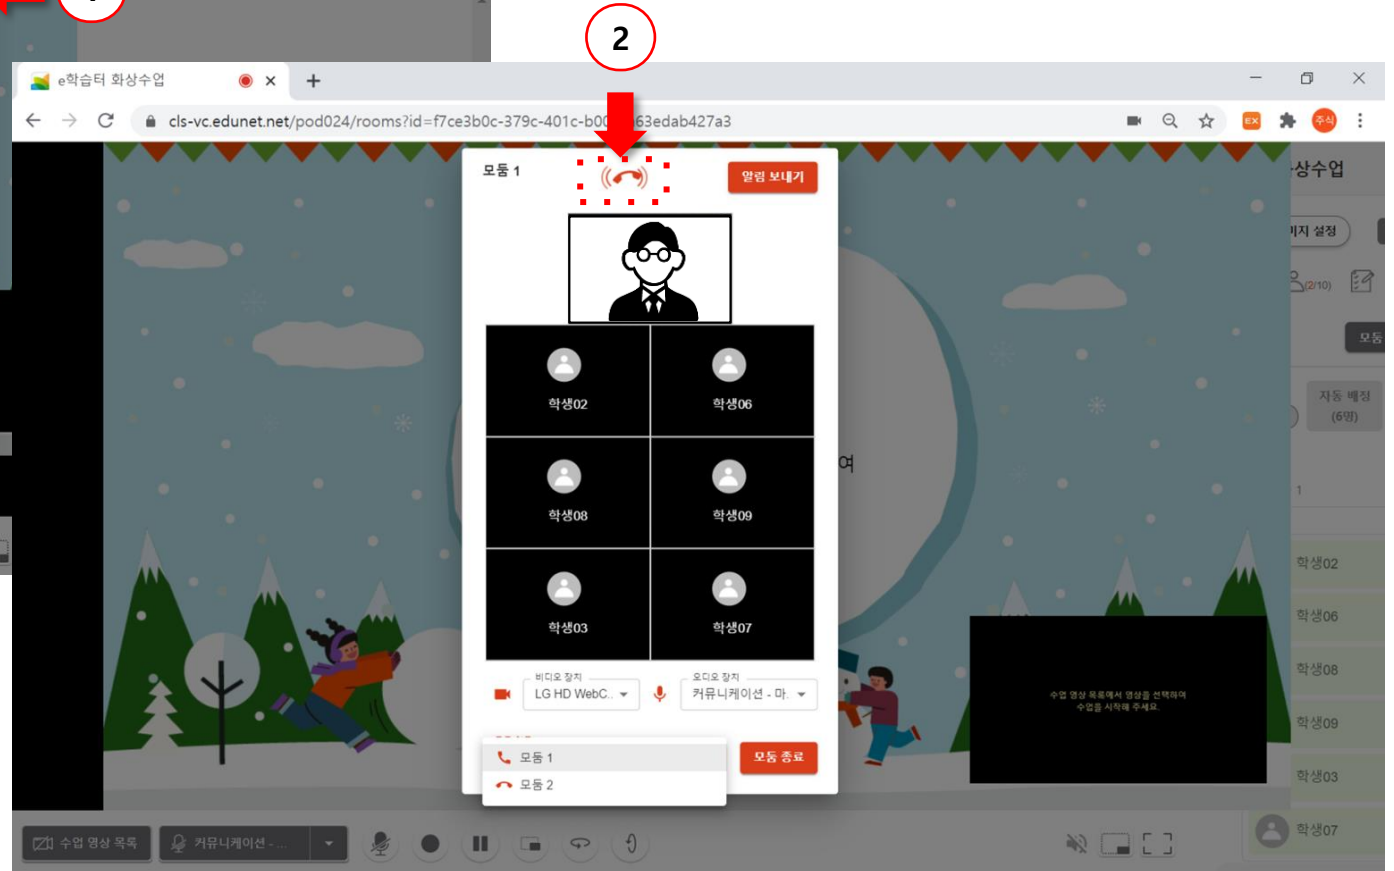 2
e학습터 화상수업
cls-vc.edunet.net/pod024/rooms?id=f7ce3b0c-379c-401c-b00
63edab427a3
EX
주식
모둠 1
알림 보내기
상수업
미지 설정
(2/10)
모둠
자동 배정
(6명)
여
1
학생02
학생06
학생08
학생09
학생03
학생07
비디오 장치
LG HD WebC..
오디오 장치
커뮤니케이션 - 마.
모둠 1
모둠 2
모둠 종료
수업 영상 목록에서 영상을 선택하여
수업을 시작해 주세요.
학생02
학생06
학생08
학생09
학생03
학생07
수업 영상 목록
커뮤니케이션 - ...